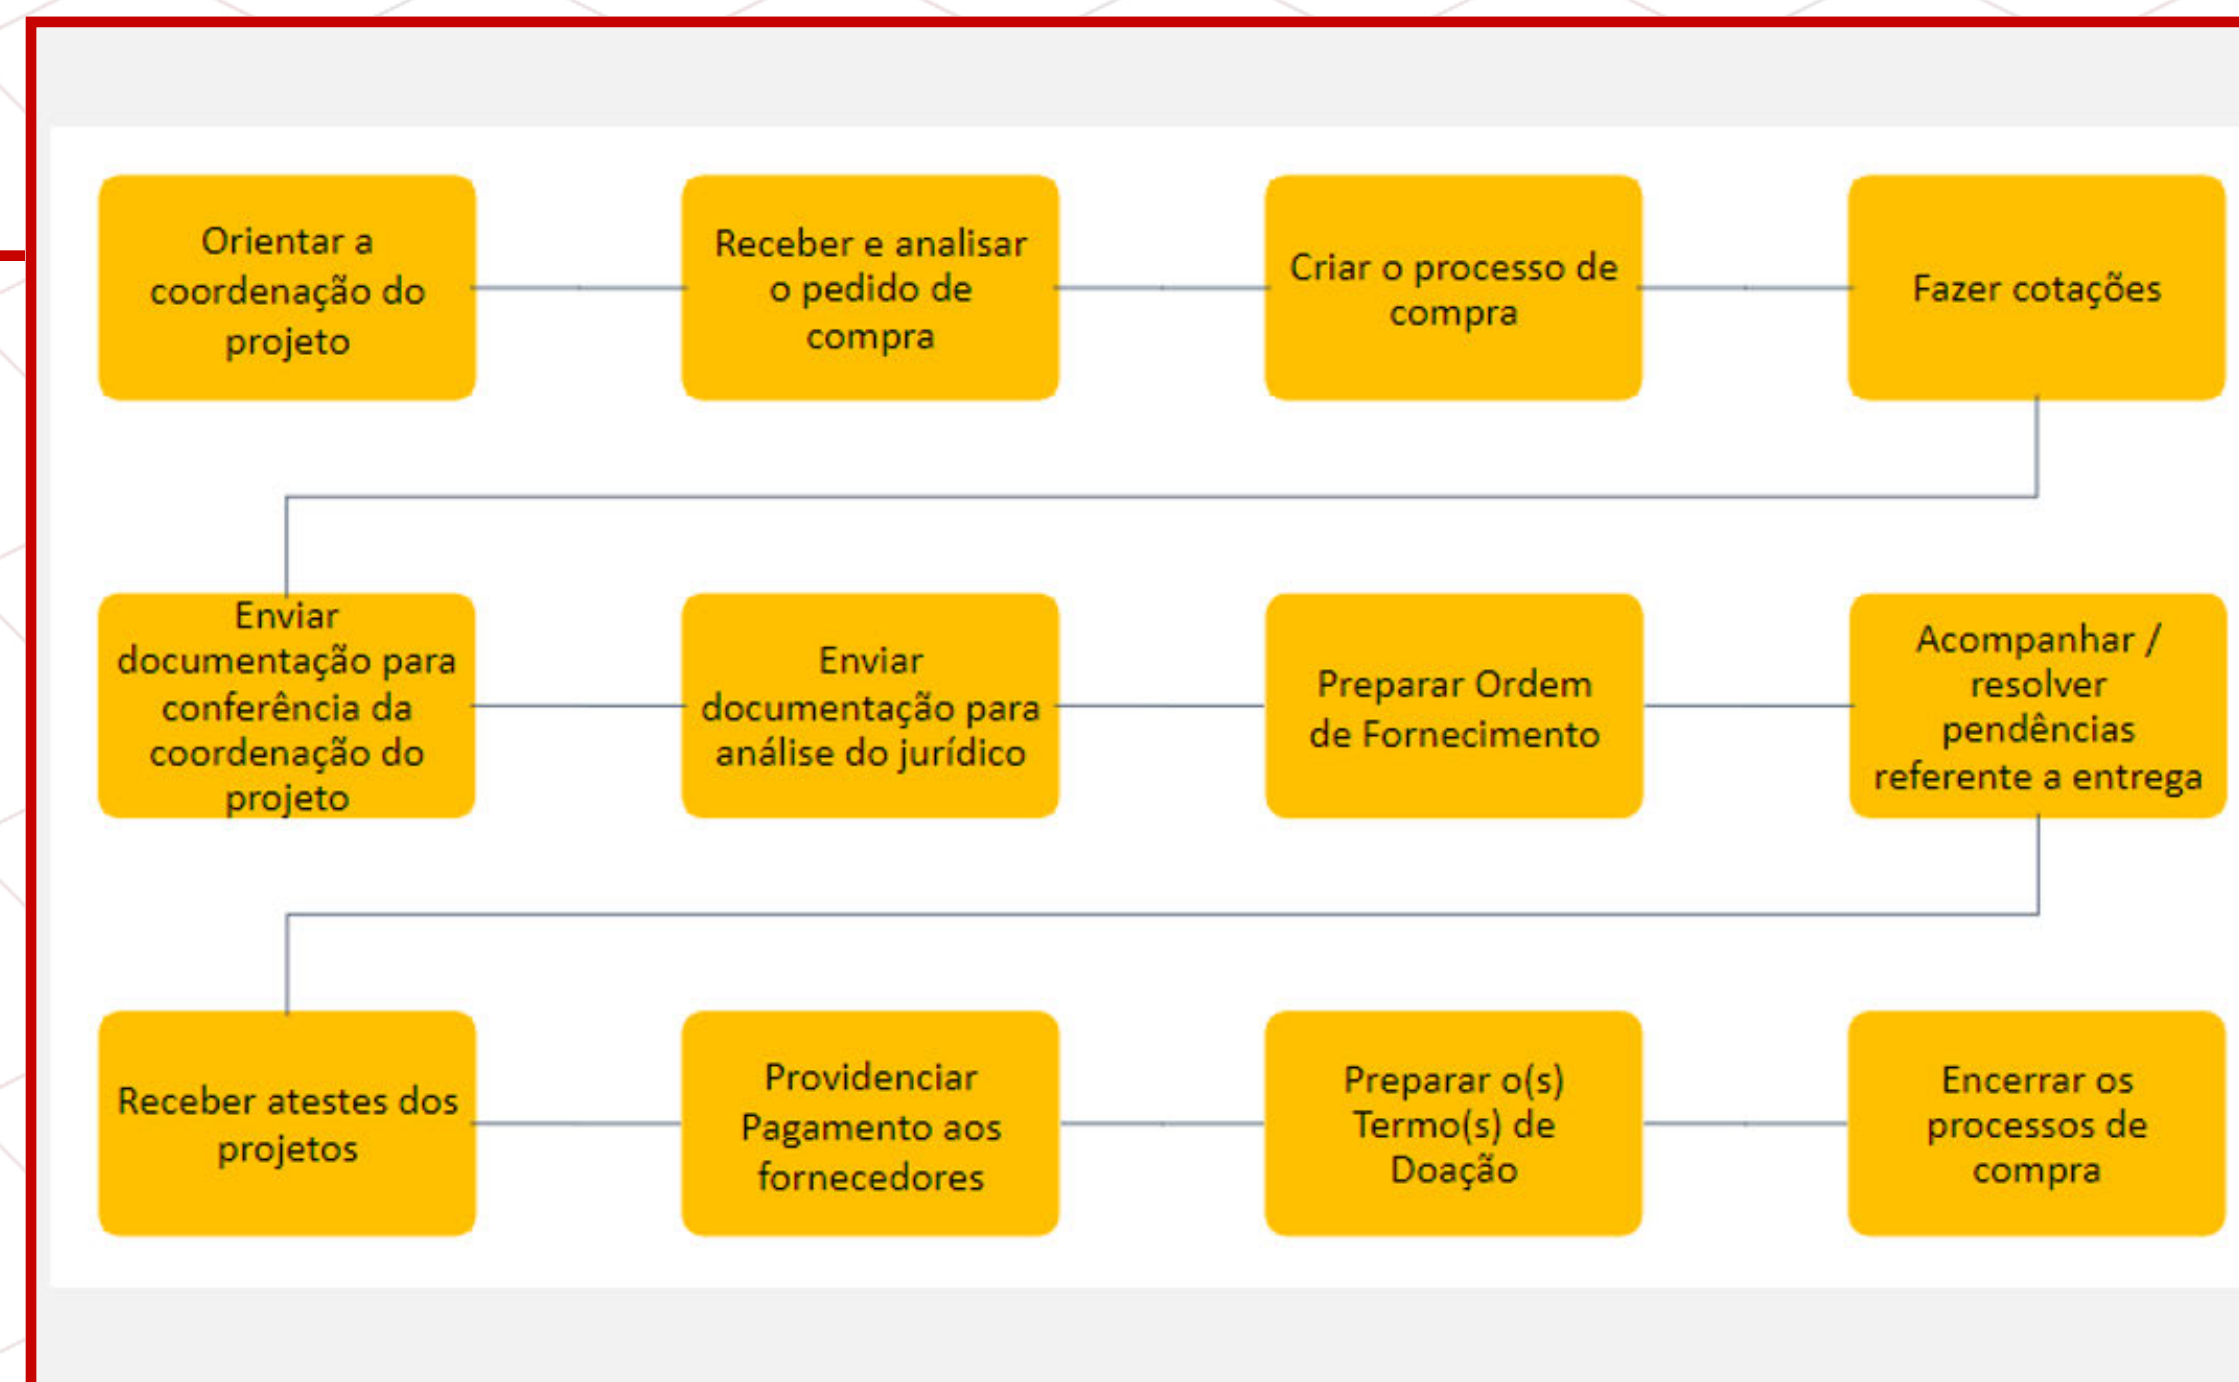 Orientar a
coordenação do
projeto
Receber e analisar
o pedido de
compra
Criar o processo de
compra
Fazer cotações
Enviar
documentação para
conferência da
coordenação do
projeto
Enviar
documentação para
análise do jurídico
Preparar Ordem
de Fornecimento
Acompanhar /
resolver
pendências
referente a entrega
Receber atestes dos
projetos
Providenciar
Pagamento aos
fornecedores
Preparar o(s)
Termo(s) de
Doação
Encerrar os
processos de
compra